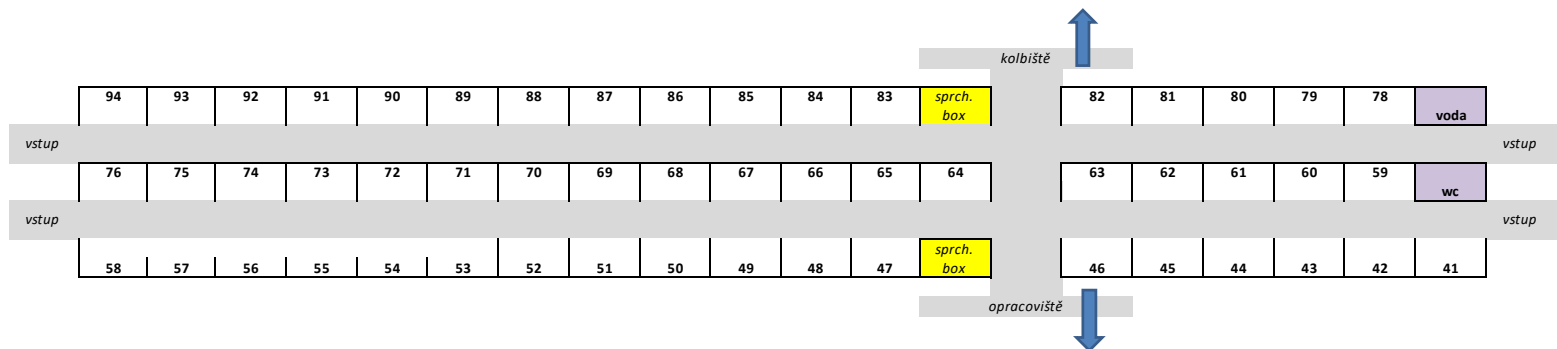 kolbiště
94 93 92 91 90 89 88 87 86 85 84 83 sprch. box 82 81 80 79 78 voda
vstup vstup
76 75 74 73 72 71 70 69 68 67 66 65 64 63 62 61 60 59 wc
vstup vstup
58 57 56 55 54 53 52 51 50 49 48 47 sprch. box 46 45 44 43 42 41
opracoviště